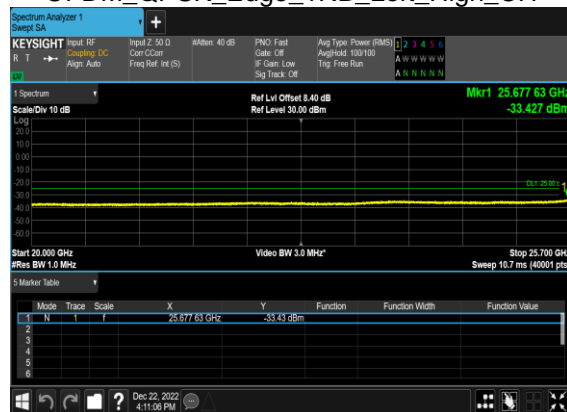 Spectrum Analyzer 1
Swept SA
KEYSIGHT
R T
LW
Input: RF
Coupling: DC
Align: Auto
Input Z: 50 Ω
Corr CCorr
Freq Ref: Int (S)
#Atten: 40 dB
PNO: Fast
Gate: Off
IF Gain: Low
Sig Track: Off
Avg Type: Power (RMS)
Avg|Hold: 100/100
Trig: Free Run
1 2 3 4 5 6
A W W W W W
A N N N N N
1 Spectrum
Scale/Div 10 dB
Ref Lvl Offset 8.40 dB
Ref Level 30.00 dBm
Mkr1 25.677 63 GHz
-33.427 dBm
Log
20.0
10.0
0.00
-10.0
-20.0
-30.0
-40.0
-50.0
-60.0
1
Start 20.000 GHz
#Res BW 1.0 MHz
Video BW 3.0 MHz*
Stop 25.700 GHz
Sweep 10.7 ms (40001 pts)
5 Marker Table
Mode Trace Scale X Y Function Function Width Function Value
1 N 1 f 25.677 63 GHz -33.43 dBm
2
3
4
5
6
?
Dec 22, 2022
4:11:06 PM